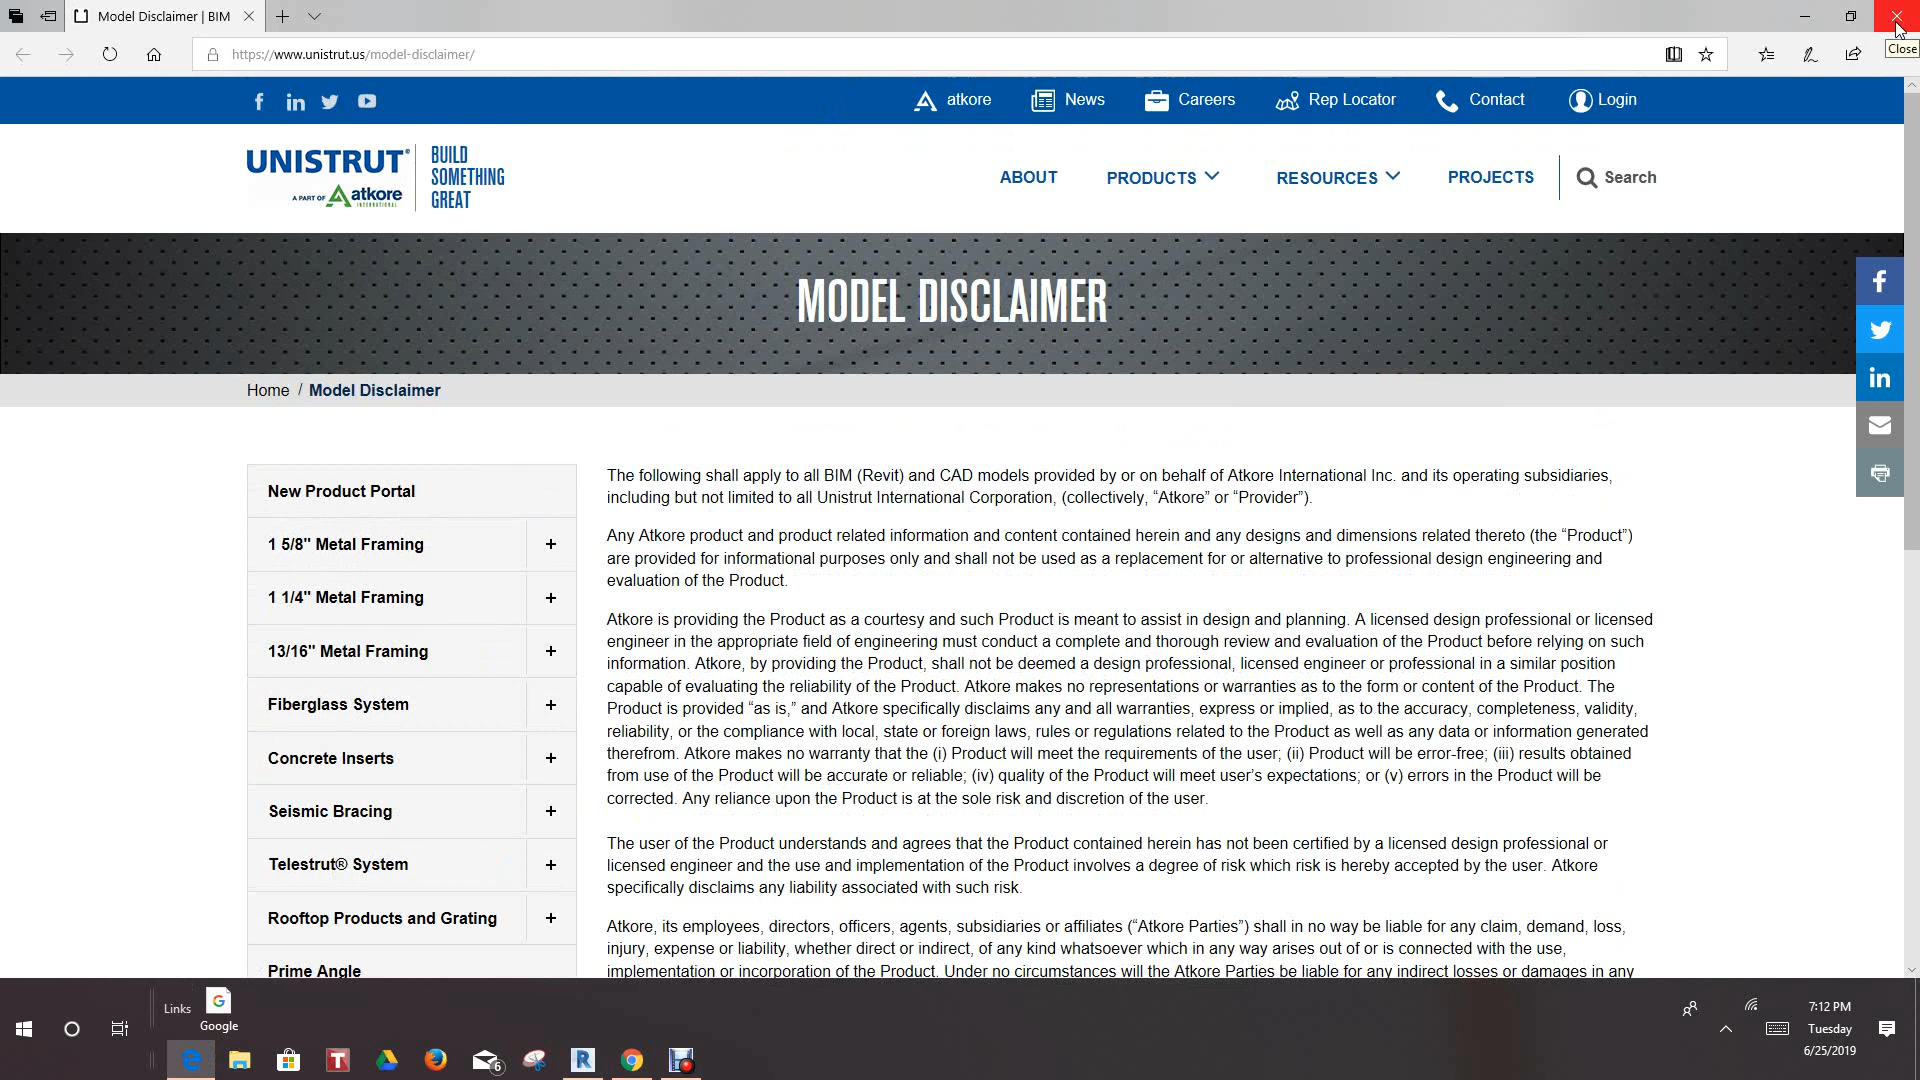 Model Disclaimer | BIM
Close
https://www.unistrut.us/model-disclaimer/
atkore News Careers Rep Locator Contact Login
UNISTRUT® BUILD SOMETHING GREAT
A PART OF atkore
INTERNATIONAL
ABOUT PRODUCTS RESOURCES PROJECTS Search
MODEL DISCLAIMER
Home / Model Disclaimer
New Product Portal
1 5/8" Metal Framing +
1 1/4" Metal Framing +
13/16" Metal Framing +
Fiberglass System +
Concrete Inserts +
Seismic Bracing +
Telestrut® System +
Rooftop Products and Grating +
Prime Angle
The following shall apply to all BIM (Revit) and CAD models provided by or on behalf of Atkore International Inc. and its operating subsidiaries,
including but not limited to all Unistrut International Corporation, (collectively, “Atkore” or “Provider”).
Any Atkore product and product related information and content contained herein and any designs and dimensions related thereto (the “Product”)
are provided for informational purposes only and shall not be used as a replacement for or alternative to professional design engineering and
evaluation of the Product.
Atkore is providing the Product as a courtesy and such Product is meant to assist in design and planning. A licensed design professional or licensed
engineer in the appropriate field of engineering must conduct a complete and thorough review and evaluation of the Product before relying on such
information. Atkore, by providing the Product, shall not be deemed a design professional, licensed engineer or professional in a similar position
capable of evaluating the reliability of the Product. Atkore makes no representations or warranties as to the form or content of the Product. The
Product is provided “as is,” and Atkore specifically disclaims any and all warranties, express or implied, as to the accuracy, completeness, validity,
reliability, or the compliance with local, state or foreign laws, rules or regulations related to the Product as well as any data or information generated
therefrom. Atkore makes no warranty that the (i) Product will meet the requirements of the user; (ii) Product will be error-free; (iii) results obtained
from use of the Product will be accurate or reliable; (iv) quality of the Product will meet user’s expectations; or (v) errors in the Product will be
corrected. Any reliance upon the Product is at the sole risk and discretion of the user.
The user of the Product understands and agrees that the Product contained herein has not been certified by a licensed design professional or
licensed engineer and the use and implementation of the Product involves a degree of risk which risk is hereby accepted by the user. Atkore
specifically disclaims any liability associated with such risk.
Atkore, its employees, directors, officers, agents, subsidiaries or affiliates (“Atkore Parties”) shall in no way be liable for any claim, demand, loss,
injury, expense or liability, whether direct or indirect, of any kind whatsoever which in any way arises out of or is connected with the use,
implementation or incorporation of the Product. Under no circumstances will the Atkore Parties be liable for any indirect losses or damages in any
Links
Google
6
7:12 PM
Tuesday
6/25/2019